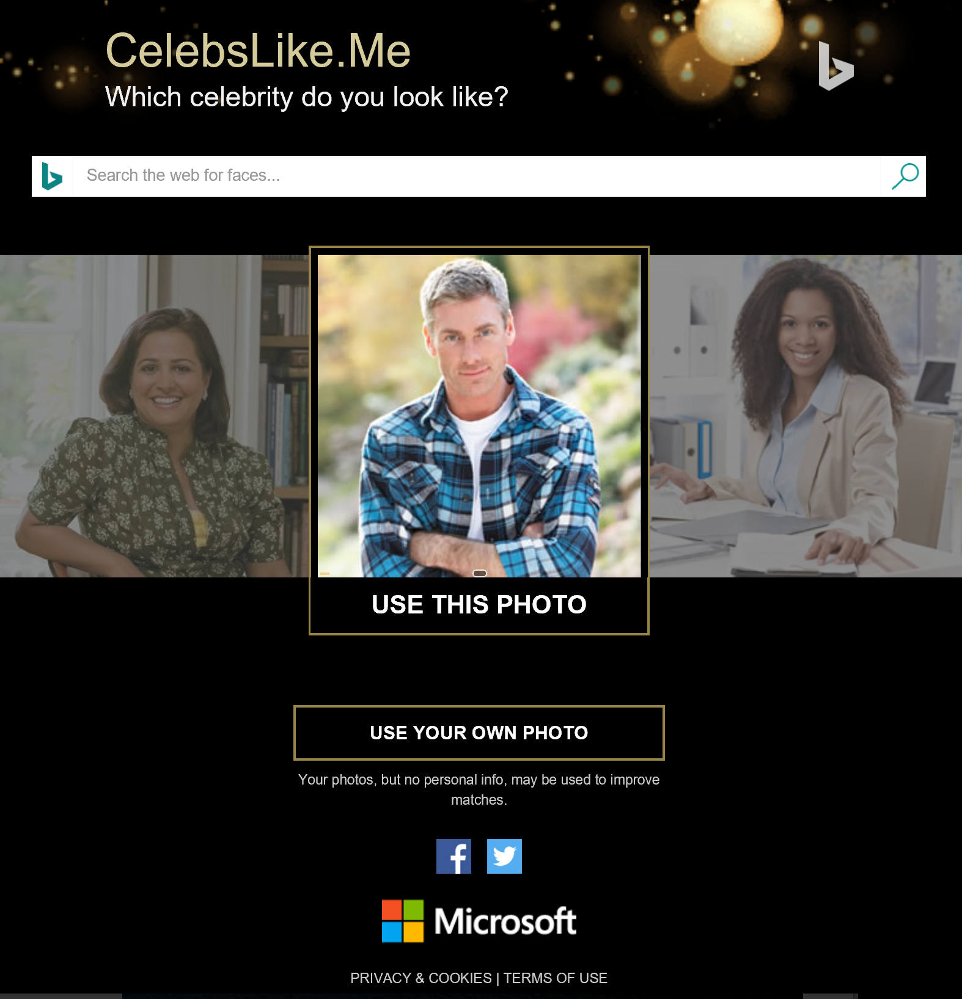 CelebsLike.Me
Which celebrity do you look like?
Search the web for faces...
USE THIS PHOTO
USE YOUR OWN PHOTO
Your photos, but no personal info, may be used to improve
matches.
Microsoft
PRIVACY & COOKIES | TERMS OF USE